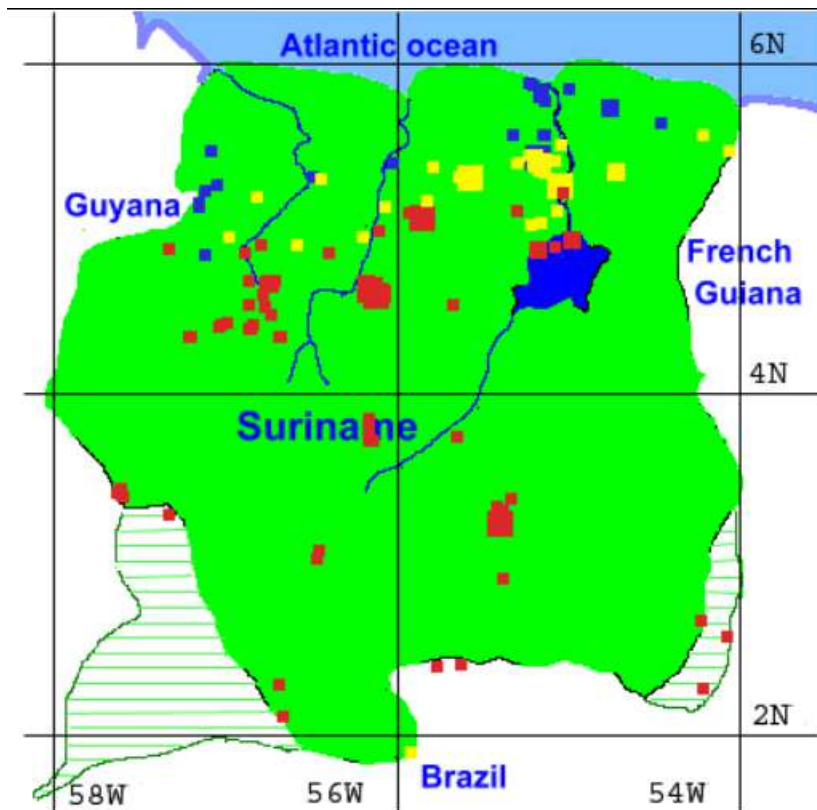 Atlantic ocean
6N
Guyana
French
Guiana
4N
Suriname
2N
58W
56W
54W
Brazil